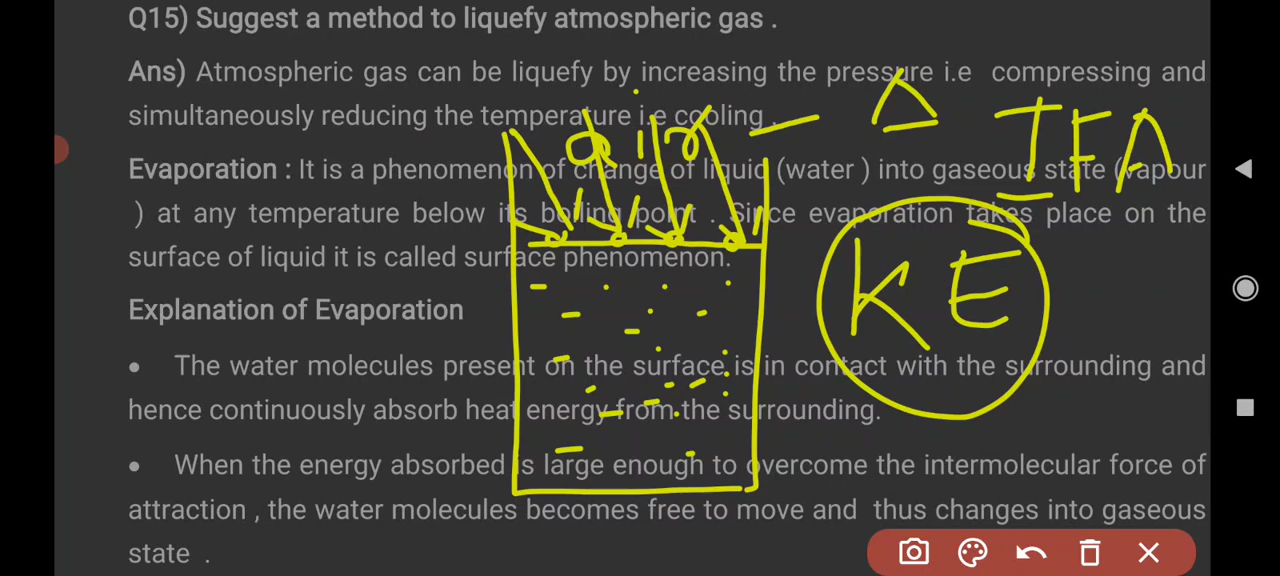 Q15) Suggest a method to liquefy atmospheric gas .
Ans) Atmospheric gas can be liquefy by increasing the pressure i.e compressing and
simultaneously reducing the temperature i.e cooling .
air Δ IFA
Evaporation : It is a phenomenon of change of liquid (water ) into gaseous state (vapour
) at any temperature below its boiling point . Since evaporation takes place on the
surface of liquid it is called surface phenomenon.
KE
Explanation of Evaporation
● The water molecules present on the surface is in contact with the surrounding and
hence continuously absorb heat energy from the surrounding.
● When the energy absorbed is large enough to overcome the intermolecular force of
attraction , the water molecules becomes free to move and thus changes into gaseous
state .